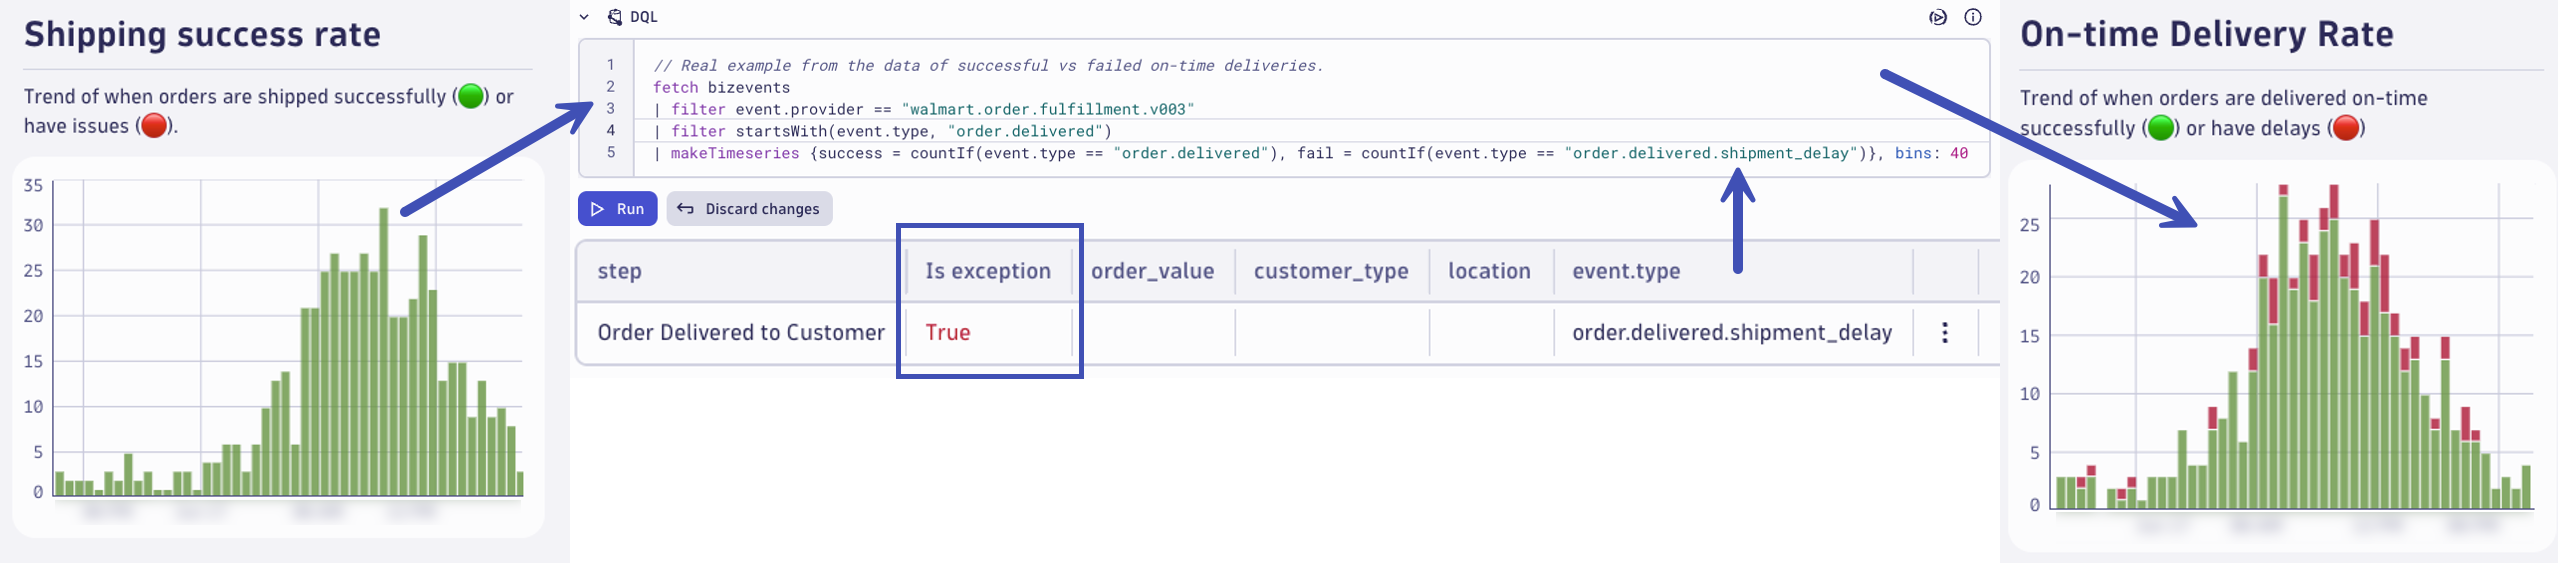 Shipping success rate
Trend of when orders are shipped successfully (🟢) or
have issues (🔴).
35
30
25
20
15
10
5
0
DQL
1 // Real example from the data of successful vs failed on-time deliveries.
2 fetch bizevents
3 | filter event.provider == "walmart.order.fulfillment.v003"
4 | filter startsWith(event.type, "order.delivered")
5 | makeTimeseries {success = countIf(event.type == "order.delivered"), fail = countIf(event.type == "order.delivered.shipment_delay")}, bins: 40
Run Discard changes
step Is exception order_value customer_type location event.type
Order Delivered to Customer True order.delivered.shipment_delay
On-time Delivery Rate
Trend of when orders are delivered on-time
successfully (🟢) or have delays (🔴)
25
20
15
10
5
0